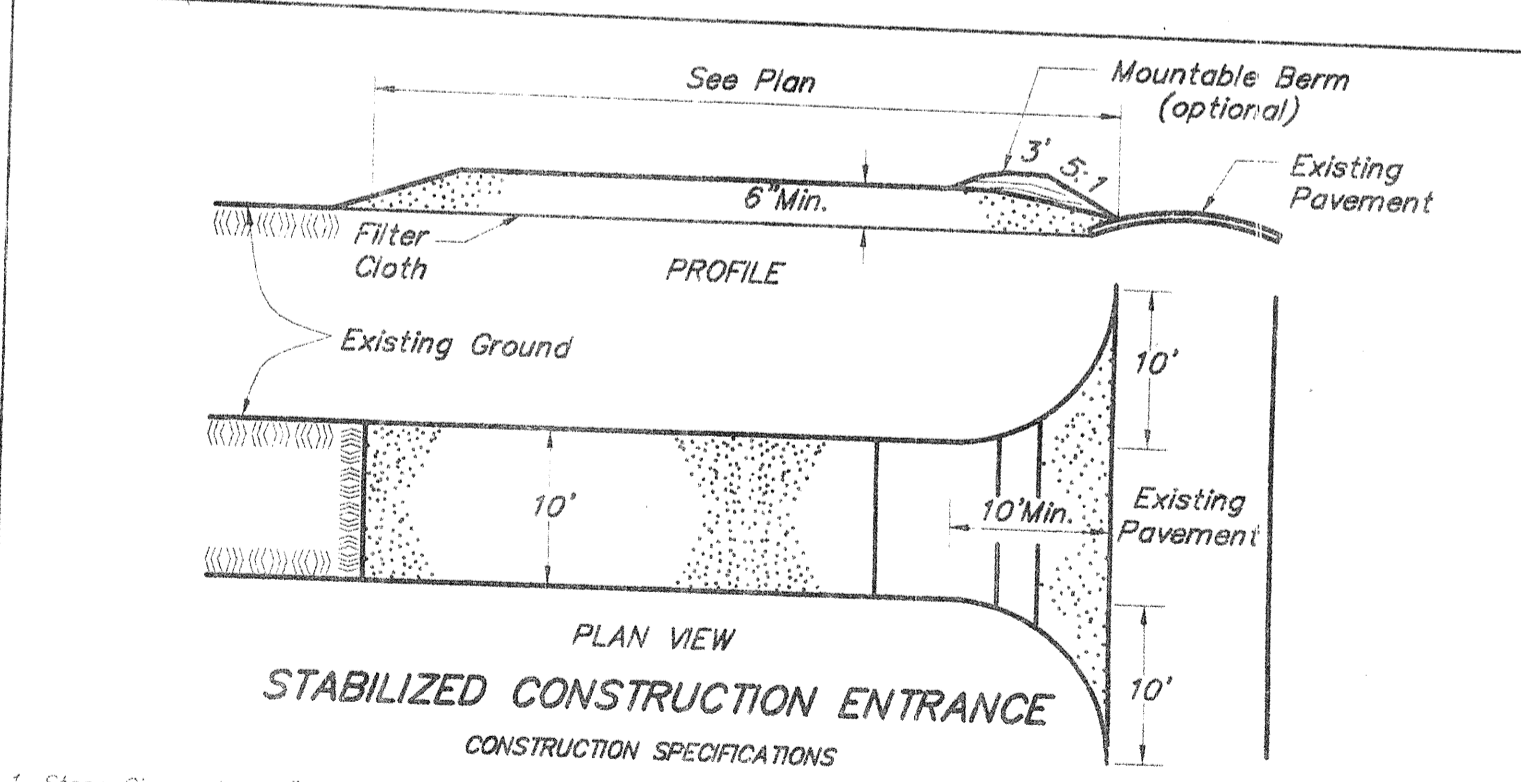 See Plan
Mountable Berm
(optional)
3'
5:1
Existing
Pavement
6" Min.
Filter
Cloth
PROFILE
Existing Ground
10'
10'
10' Min.
Existing
Pavement
10'
PLAN VIEW
STABILIZED CONSTRUCTION ENTRANCE
CONSTRUCTION SPECIFICATIONS